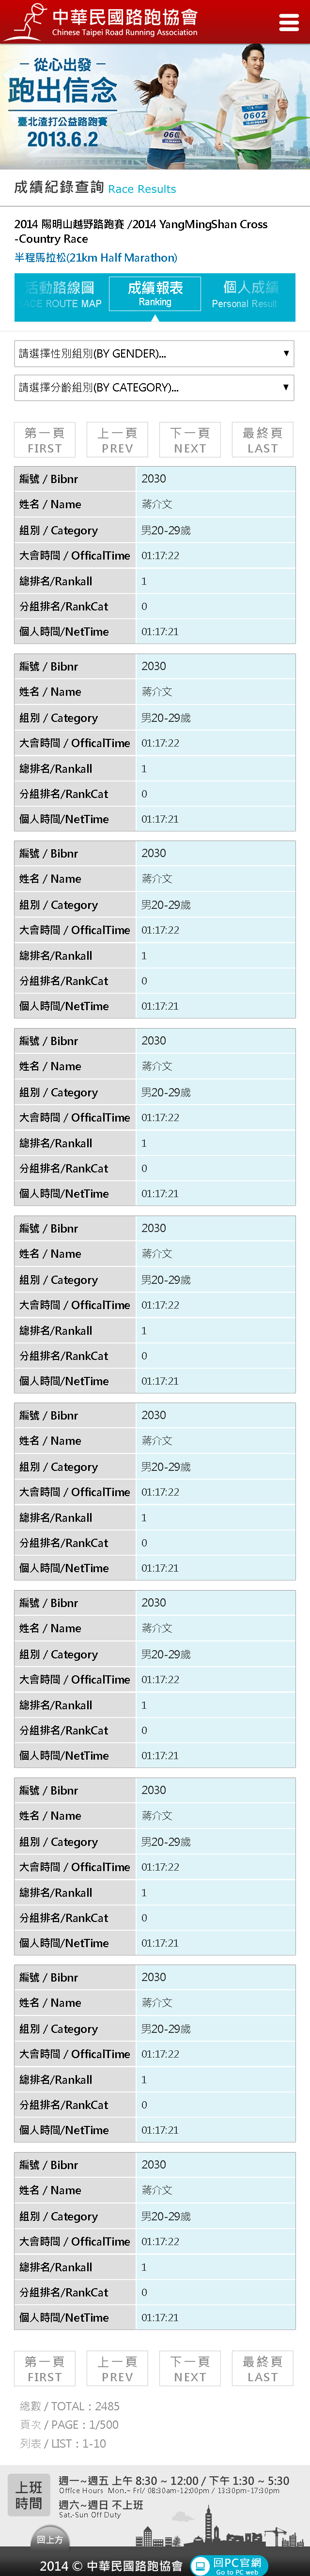 中華民國路跑協會
Chinese Taipei Road Running Association
從心出發
跑出信念
臺北渣打公益路跑賽
2013.6.2
0602
成績紀錄查詢 Race Results
2014 陽明山越野路跑賽 /2014 YangMingShan Cross
-Country Race
半程馬拉松(21km Half Marathon)
活動路線圖 成績報表 個人成績
ACE ROUTE MAP Ranking Personal Result
請選擇性別組別(BY GENDER)...
請選擇分齡組別(BY CATEGORY)...
第一頁 上一頁 下一頁 最終頁
FIRST PREV NEXT LAST
編號 / Bibnr 2030
姓名 / Name 蔣介文
組別 / Category 男20-29歲
大會時間 / OfficalTime 01:17:22
總排名/Rankall 1
分組排名/RankCat 0
個人時間/NetTime 01:17:21
編號 / Bibnr 2030
姓名 / Name 蔣介文
組別 / Category 男20-29歲
大會時間 / OfficalTime 01:17:22
總排名/Rankall 1
分組排名/RankCat 0
個人時間/NetTime 01:17:21
編號 / Bibnr 2030
姓名 / Name 蔣介文
組別 / Category 男20-29歲
大會時間 / OfficalTime 01:17:22
總排名/Rankall 1
分組排名/RankCat 0
個人時間/NetTime 01:17:21
編號 / Bibnr 2030
姓名 / Name 蔣介文
組別 / Category 男20-29歲
大會時間 / OfficalTime 01:17:22
總排名/Rankall 1
分組排名/RankCat 0
個人時間/NetTime 01:17:21
編號 / Bibnr 2030
姓名 / Name 蔣介文
組別 / Category 男20-29歲
大會時間 / OfficalTime 01:17:22
總排名/Rankall 1
分組排名/RankCat 0
個人時間/NetTime 01:17:21
編號 / Bibnr 2030
姓名 / Name 蔣介文
組別 / Category 男20-29歲
大會時間 / OfficalTime 01:17:22
總排名/Rankall 1
分組排名/RankCat 0
個人時間/NetTime 01:17:21
編號 / Bibnr 2030
姓名 / Name 蔣介文
組別 / Category 男20-29歲
大會時間 / OfficalTime 01:17:22
總排名/Rankall 1
分組排名/RankCat 0
個人時間/NetTime 01:17:21
編號 / Bibnr 2030
姓名 / Name 蔣介文
組別 / Category 男20-29歲
大會時間 / OfficalTime 01:17:22
總排名/Rankall 1
分組排名/RankCat 0
個人時間/NetTime 01:17:21
編號 / Bibnr 2030
姓名 / Name 蔣介文
組別 / Category 男20-29歲
大會時間 / OfficalTime 01:17:22
總排名/Rankall 1
分組排名/RankCat 0
個人時間/NetTime 01:17:21
編號 / Bibnr 2030
姓名 / Name 蔣介文
組別 / Category 男20-29歲
大會時間 / OfficalTime 01:17:22
總排名/Rankall 1
分組排名/RankCat 0
個人時間/NetTime 01:17:21
第一頁 上一頁 下一頁 最終頁
FIRST PREV NEXT LAST
總數 / TOTAL：2485
頁次 / PAGE：1/500
列表 / LIST：1-10
上班
時間
週一~週五 上午 8:30 ~ 12:00 / 下午 1:30 ~ 5:30
Office Hours Mon.~ Fri/ 08:30am-12:00pm / 13:30pm-17:30pm
週六~週日 不上班
Sat.-Sun Off Duty
回上方
2014 © 中華民國路跑協會
回PC官網
Go to PC web